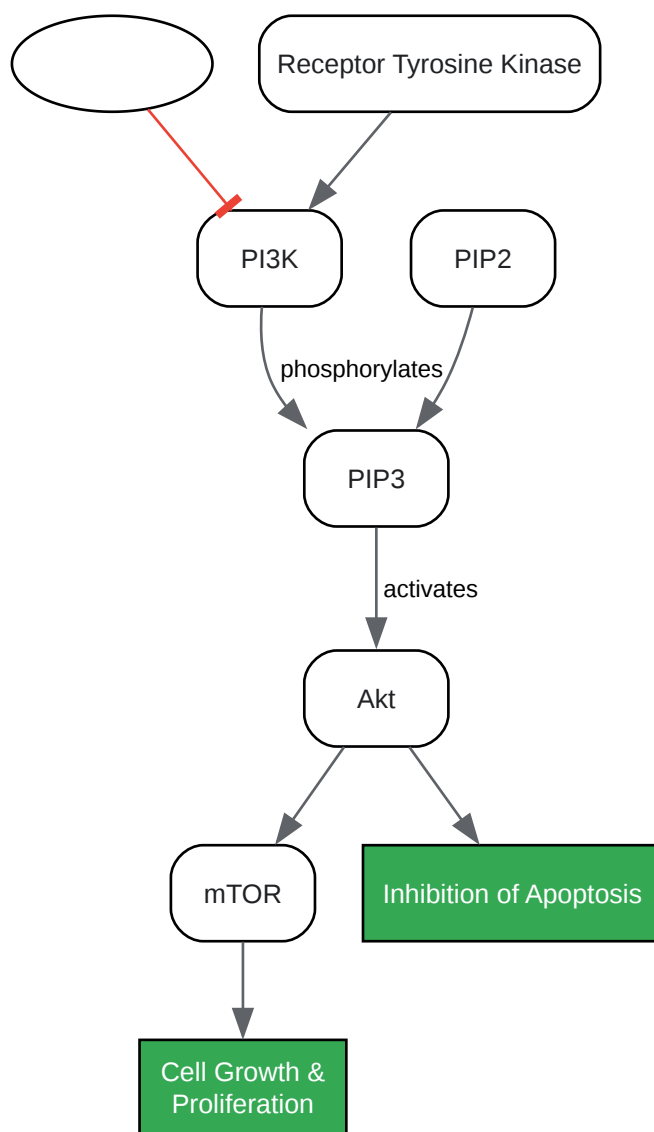 Receptor Tyrosine Kinase
PI3K
PIP2
phosphorylates
PIP3
activates
Akt
mTOR
Inhibition of Apoptosis
Cell Growth &
Proliferation